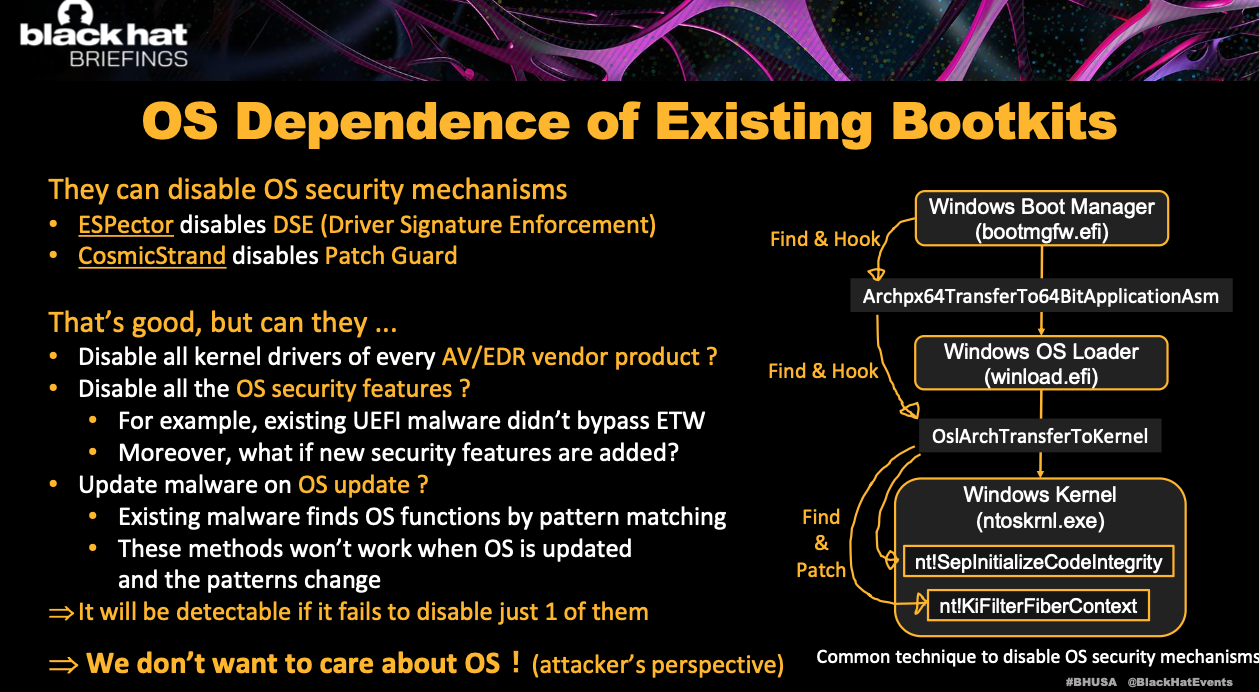 black hat
BRIEFINGS
OS Dependence of Existing Bootkits
They can disable OS security mechanisms
• ESPector disables DSE (Driver Signature Enforcement)
• CosmicStrand disables Patch Guard
That's good, but can they ...
• Disable all kernel drivers of every AV/EDR vendor product ?
• Disable all the OS security features ?
• For example, existing UEFI malware didn't bypass ETW
• Moreover, what if new security features are added?
• Update malware on OS update ?
• Existing malware finds OS functions by pattern matching
• These methods won't work when OS is updated
and the patterns change
⇒ It will be detectable if it fails to disable just 1 of them
⇒ We don't want to care about OS ! (attacker's perspective)
Windows Boot Manager
(bootmgfw.efi)
Find & Hook
Archpx64TransferTo64BitApplicationAsm
Windows OS Loader
(winload.efi)
Find & Hook
OslArchTransferToKernel
Windows Kernel
(ntoskrnl.exe)
Find
&
Patch
nt!SepInitializeCodeIntegrity
nt!KiFilterFiberContext
Common technique to disable OS security mechanisms
#BHUSA @BlackHatEvents